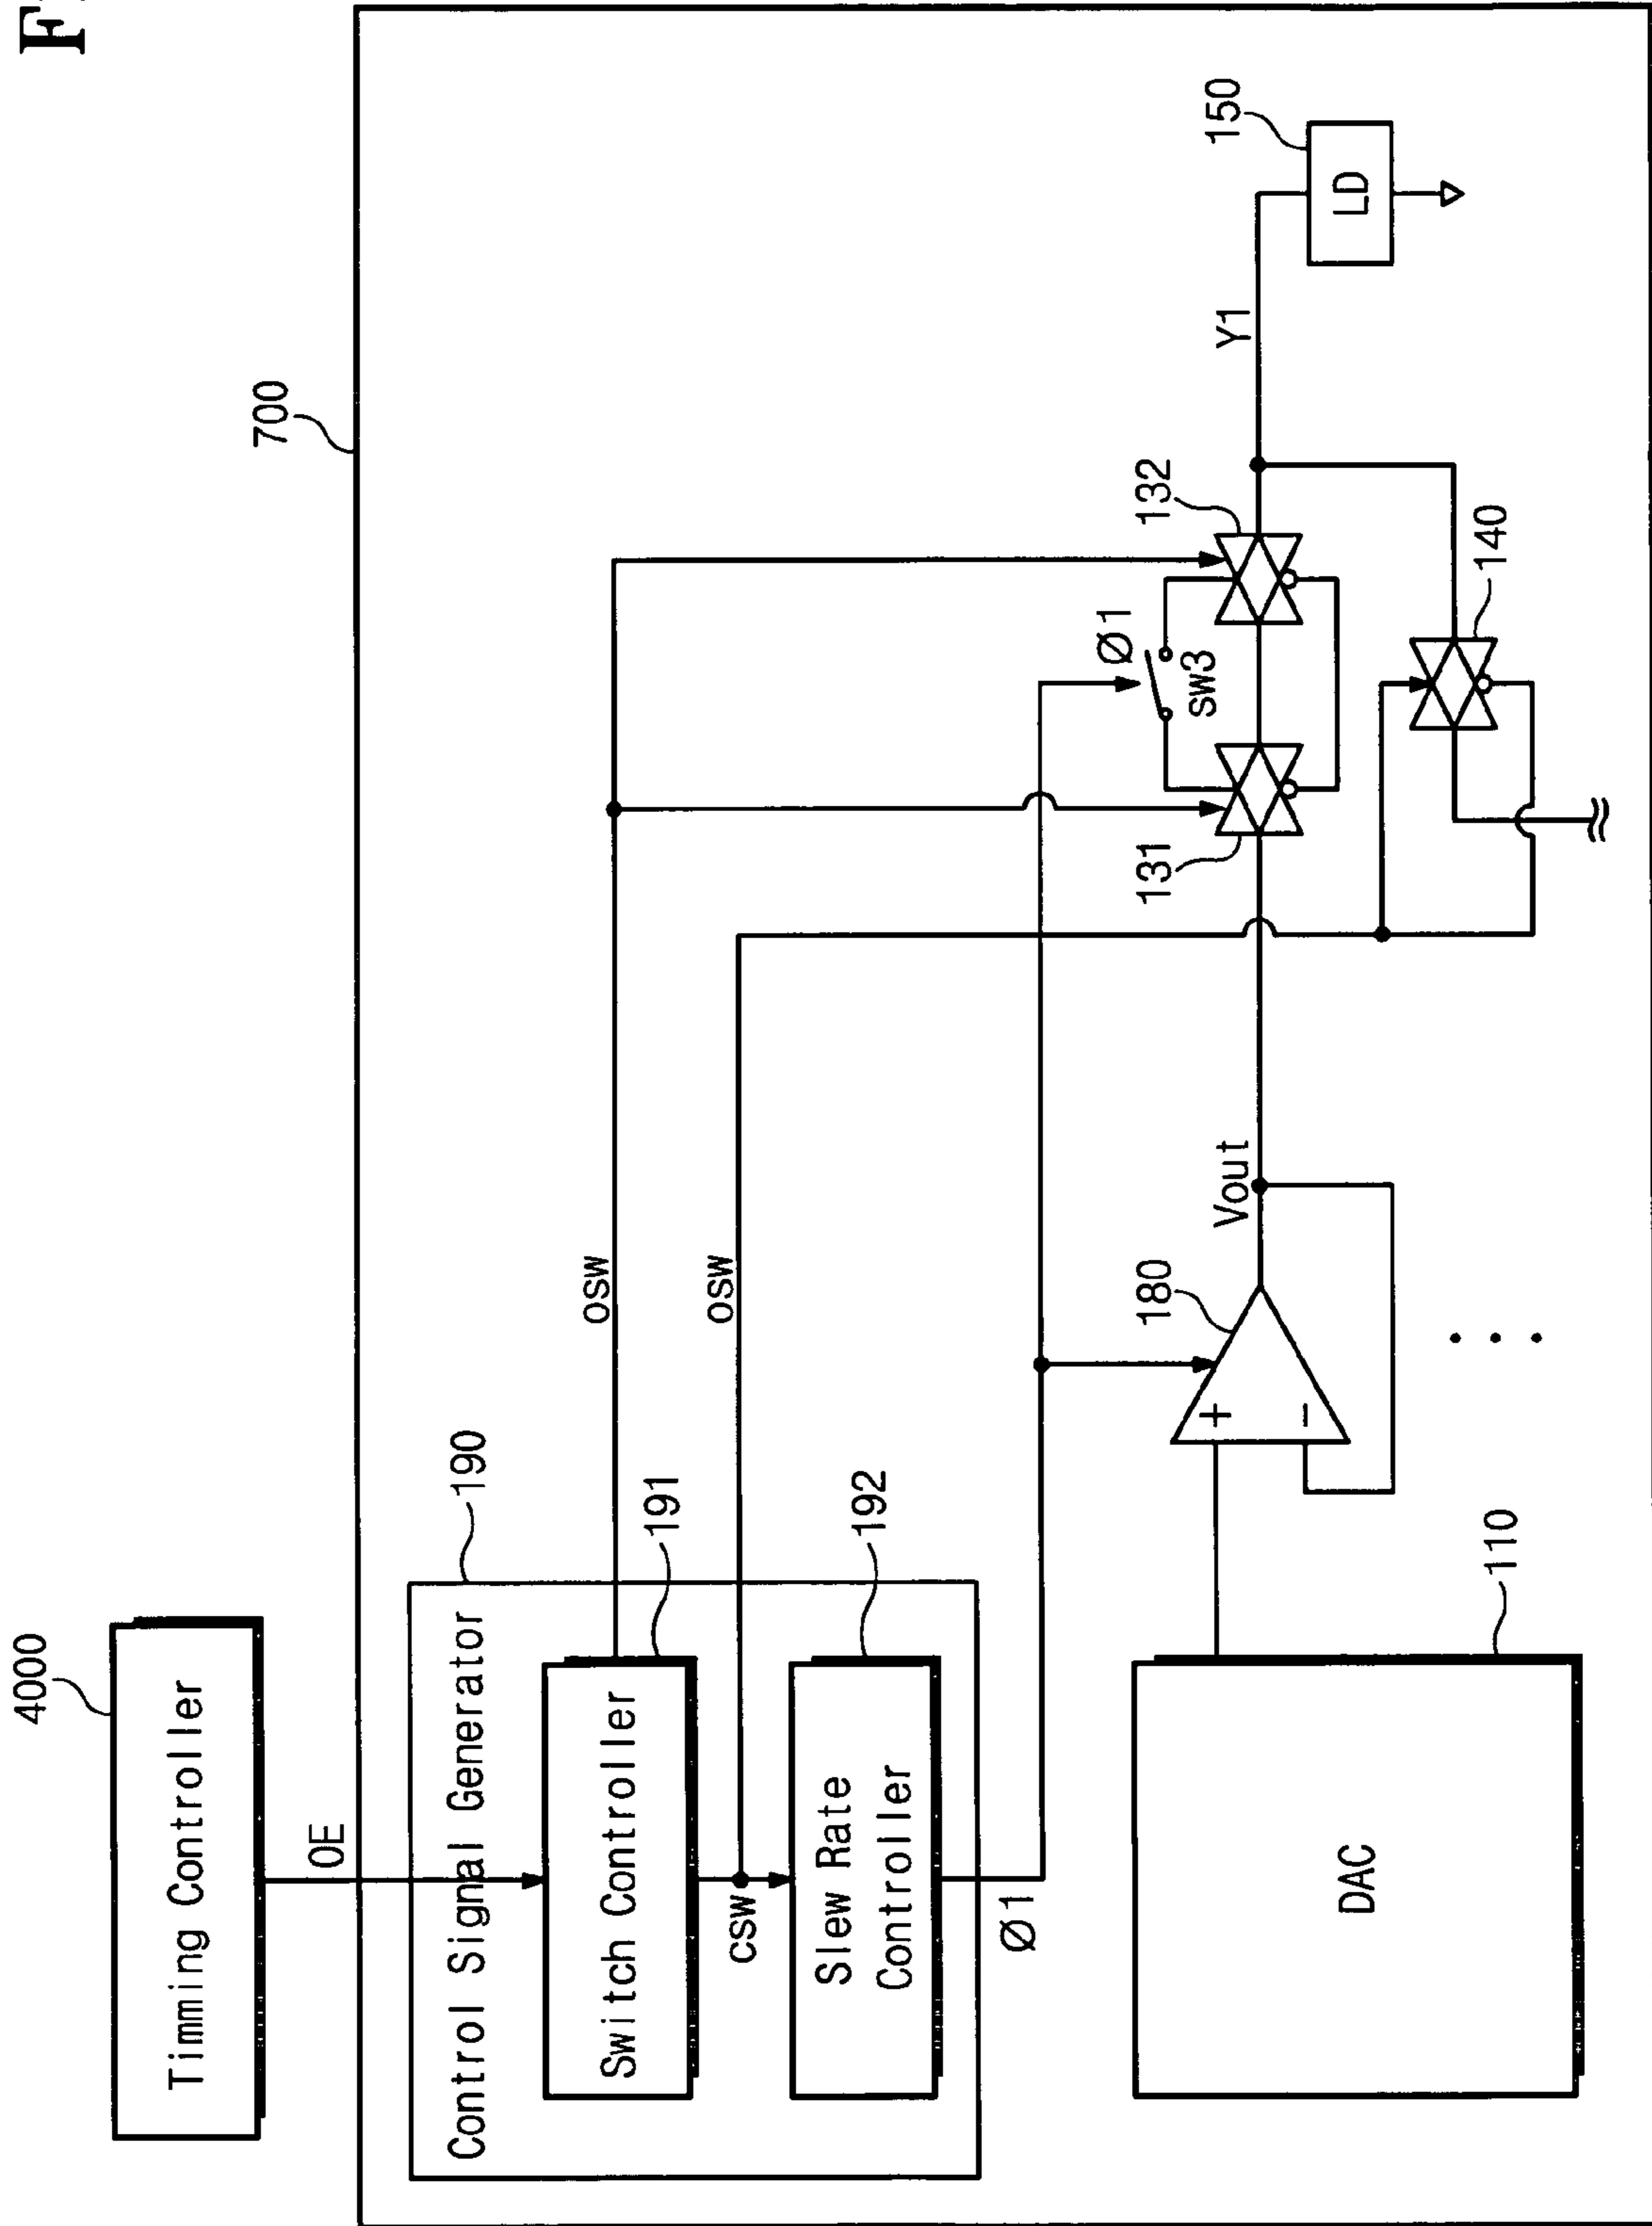 F
4000
Timming Controller
OE
700
190
Control Signal Generator
191
Switch Controller
osw
csw
osw
192
Slew Rate
Controller
Ø1
Ø1
sw3
131
132
180
+
-
Vout
Y1
150
LD
140
110
DAC